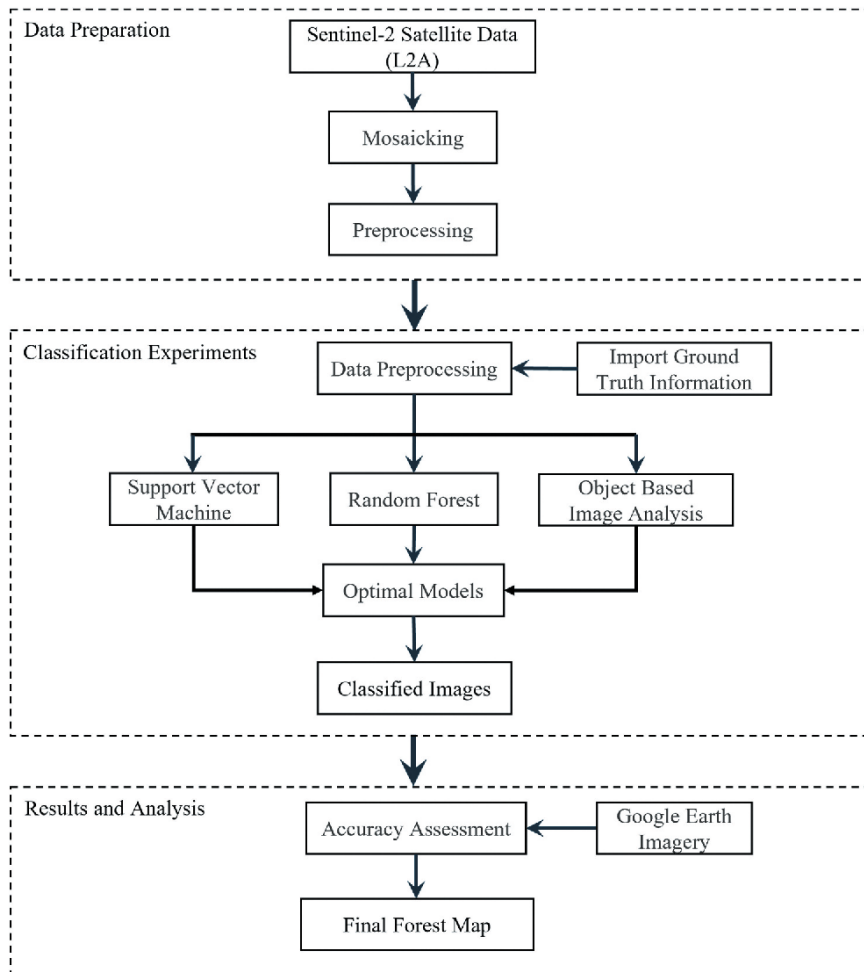 Data Preparation
Sentinel-2 Satellite Data
(L2A)
Mosaicking
Preprocessing
Classification Experiments
Data Preprocessing
Import Ground
Truth Information
Support Vector
Machine
Random Forest
Object Based
Image Analysis
Optimal Models
Classified Images
Results and Analysis
Accuracy Assessment
Google Earth
Imagery
Final Forest Map